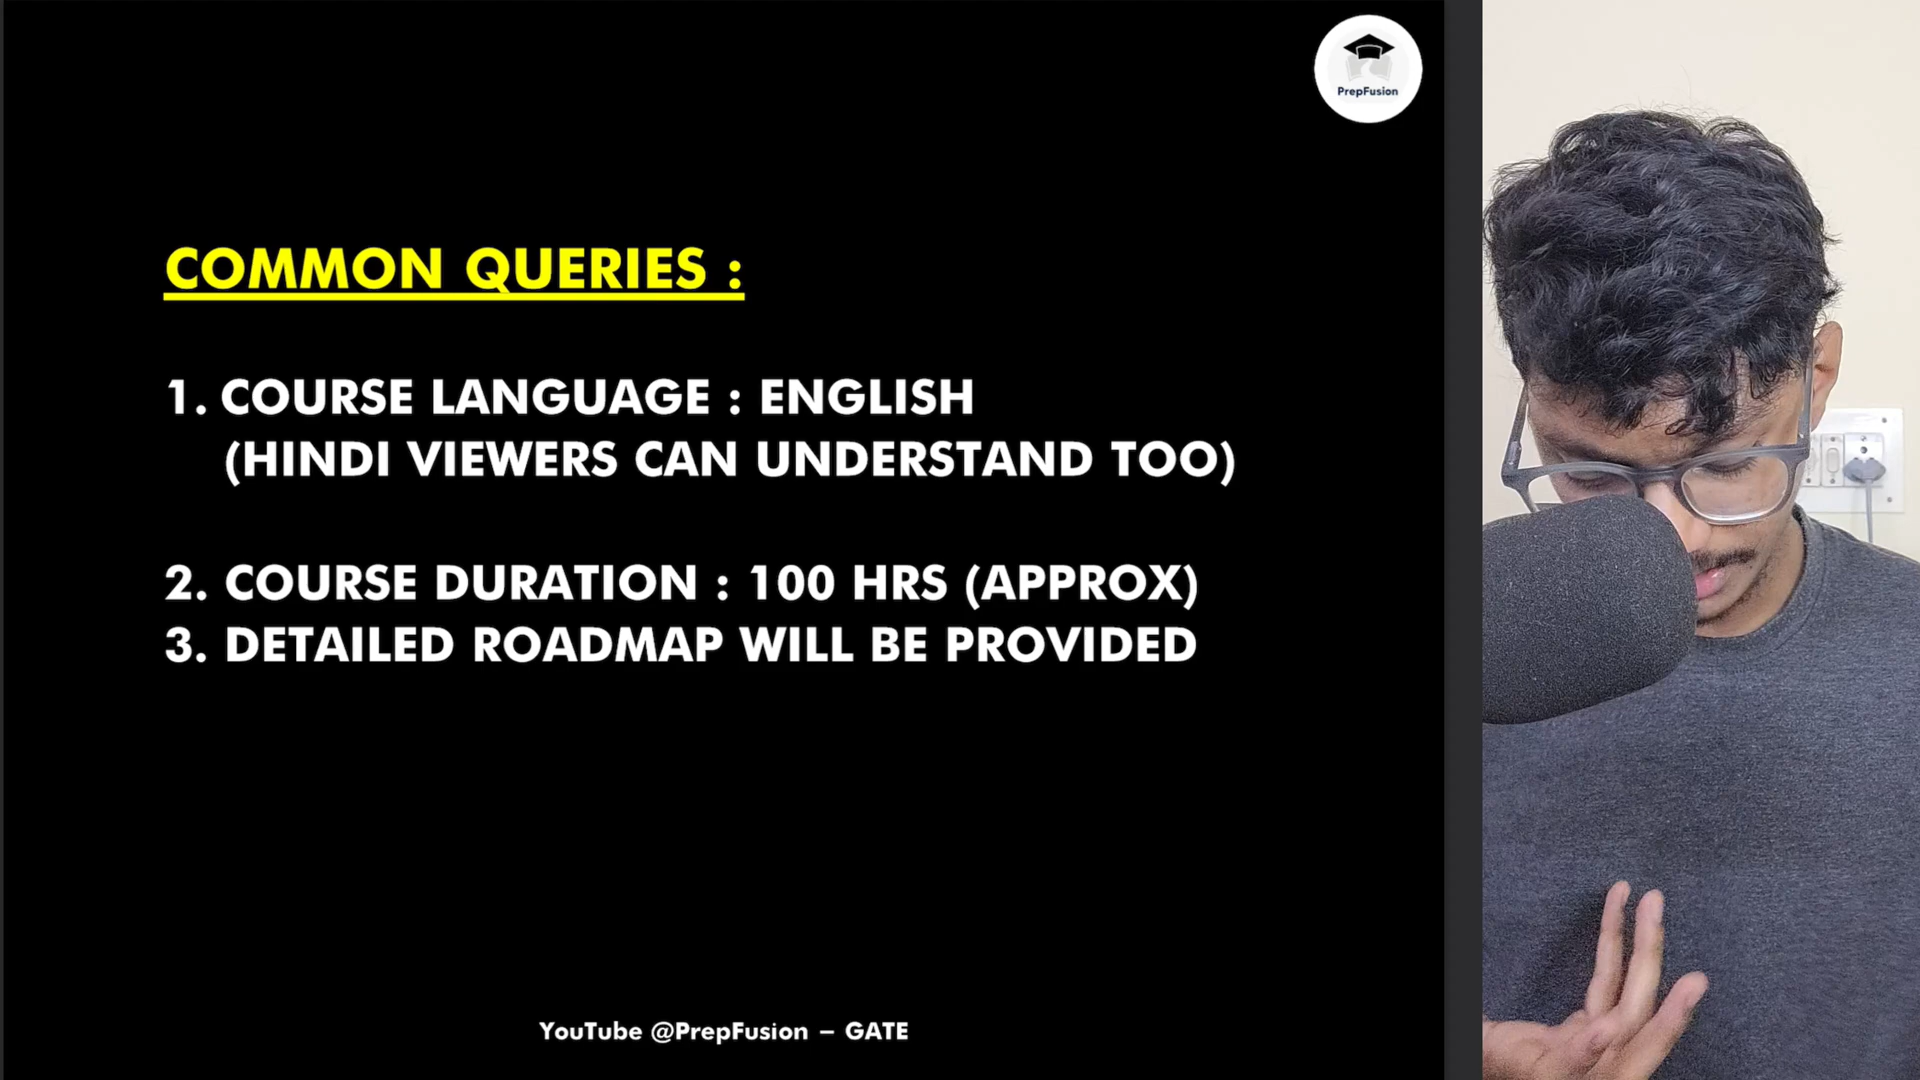 PrepFusion
COMMON QUERIES :
1. COURSE LANGUAGE : ENGLISH
(HINDI VIEWERS CAN UNDERSTAND TOO)
2. COURSE DURATION : 100 HRS (APPROX)
3. DETAILED ROADMAP WILL BE PROVIDED
YouTube @PrepFusion – GATE